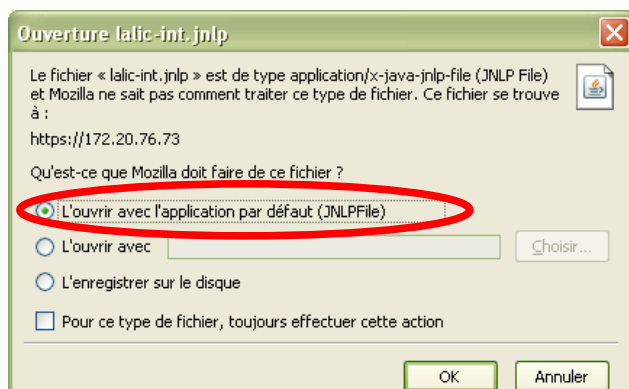 Ouverture lalic-int.jnlp
Le fichier « lalic-int.jnlp » est de type application/x-java-jnlp-file (JNLP File)
et Mozilla ne sait pas comment traiter ce type de fichier. Ce fichier se trouve
à :
https://172.20.76.73
Qu'est-ce que Mozilla doit faire de ce fichier ?
L'ouvrir avec l'application par défaut (JNLPFile)
L'ouvrir avec Choisir...
L'enregistrer sur le disque
Pour ce type de fichier, toujours effectuer cette action
OK Annuler